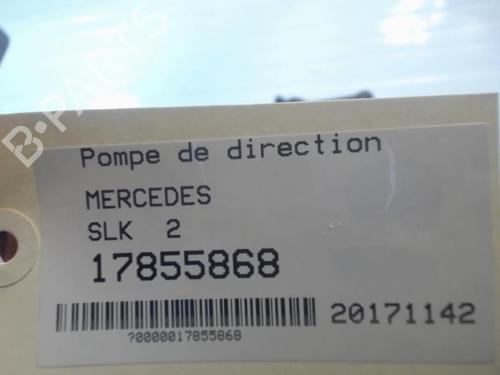 B-PARTS
Pompe de direction
MERCEDES
SLK 2
17855868
20171142
?0000017855868